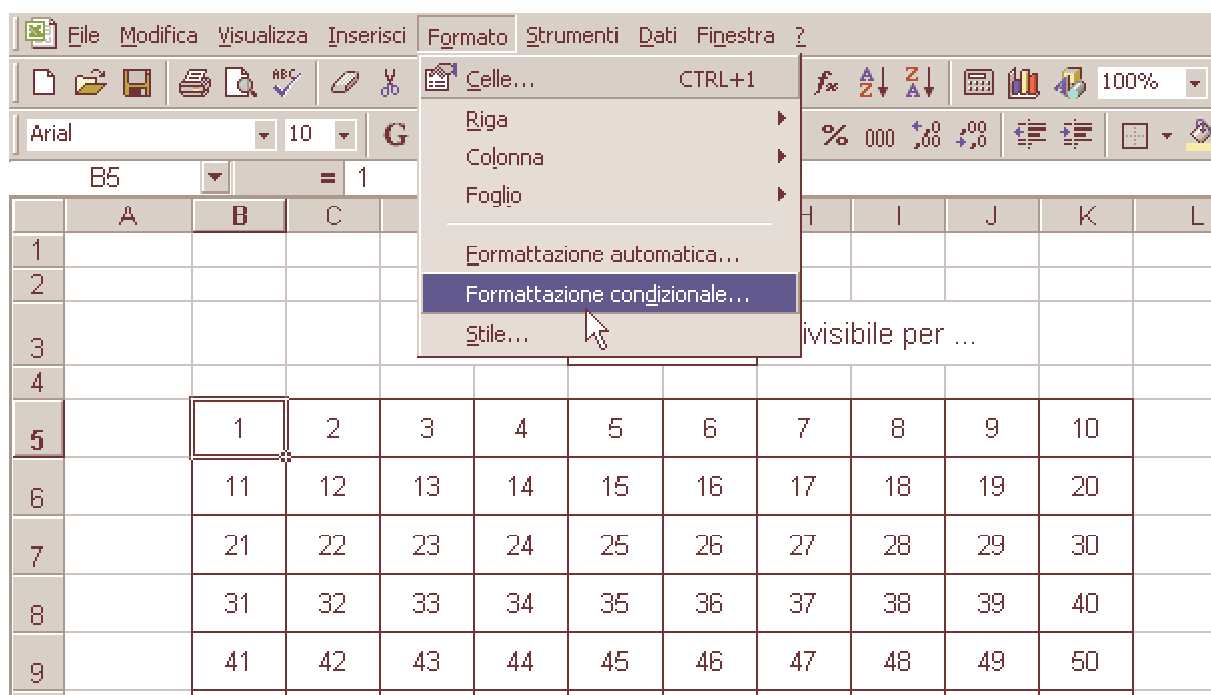 File Modifica Visualizza Inserisci Formato Strumenti Dati Finestra ?
ABC CTRL+1 100%
Celle...
Arial 10 G % 000
Riga
Colonna
Foglio
B5 = 1
A B C H I J K L
Formattazione automatica...
Formattazione condizionale...
Stile...
1
2
3 ivisibile per ...
4
5 1 2 3 4 5 6 7 8 9 10
6 11 12 13 14 15 16 17 18 19 20
7 21 22 23 24 25 26 27 28 29 30
8 31 32 33 34 35 36 37 38 39 40
9 41 42 43 44 45 46 47 48 49 50